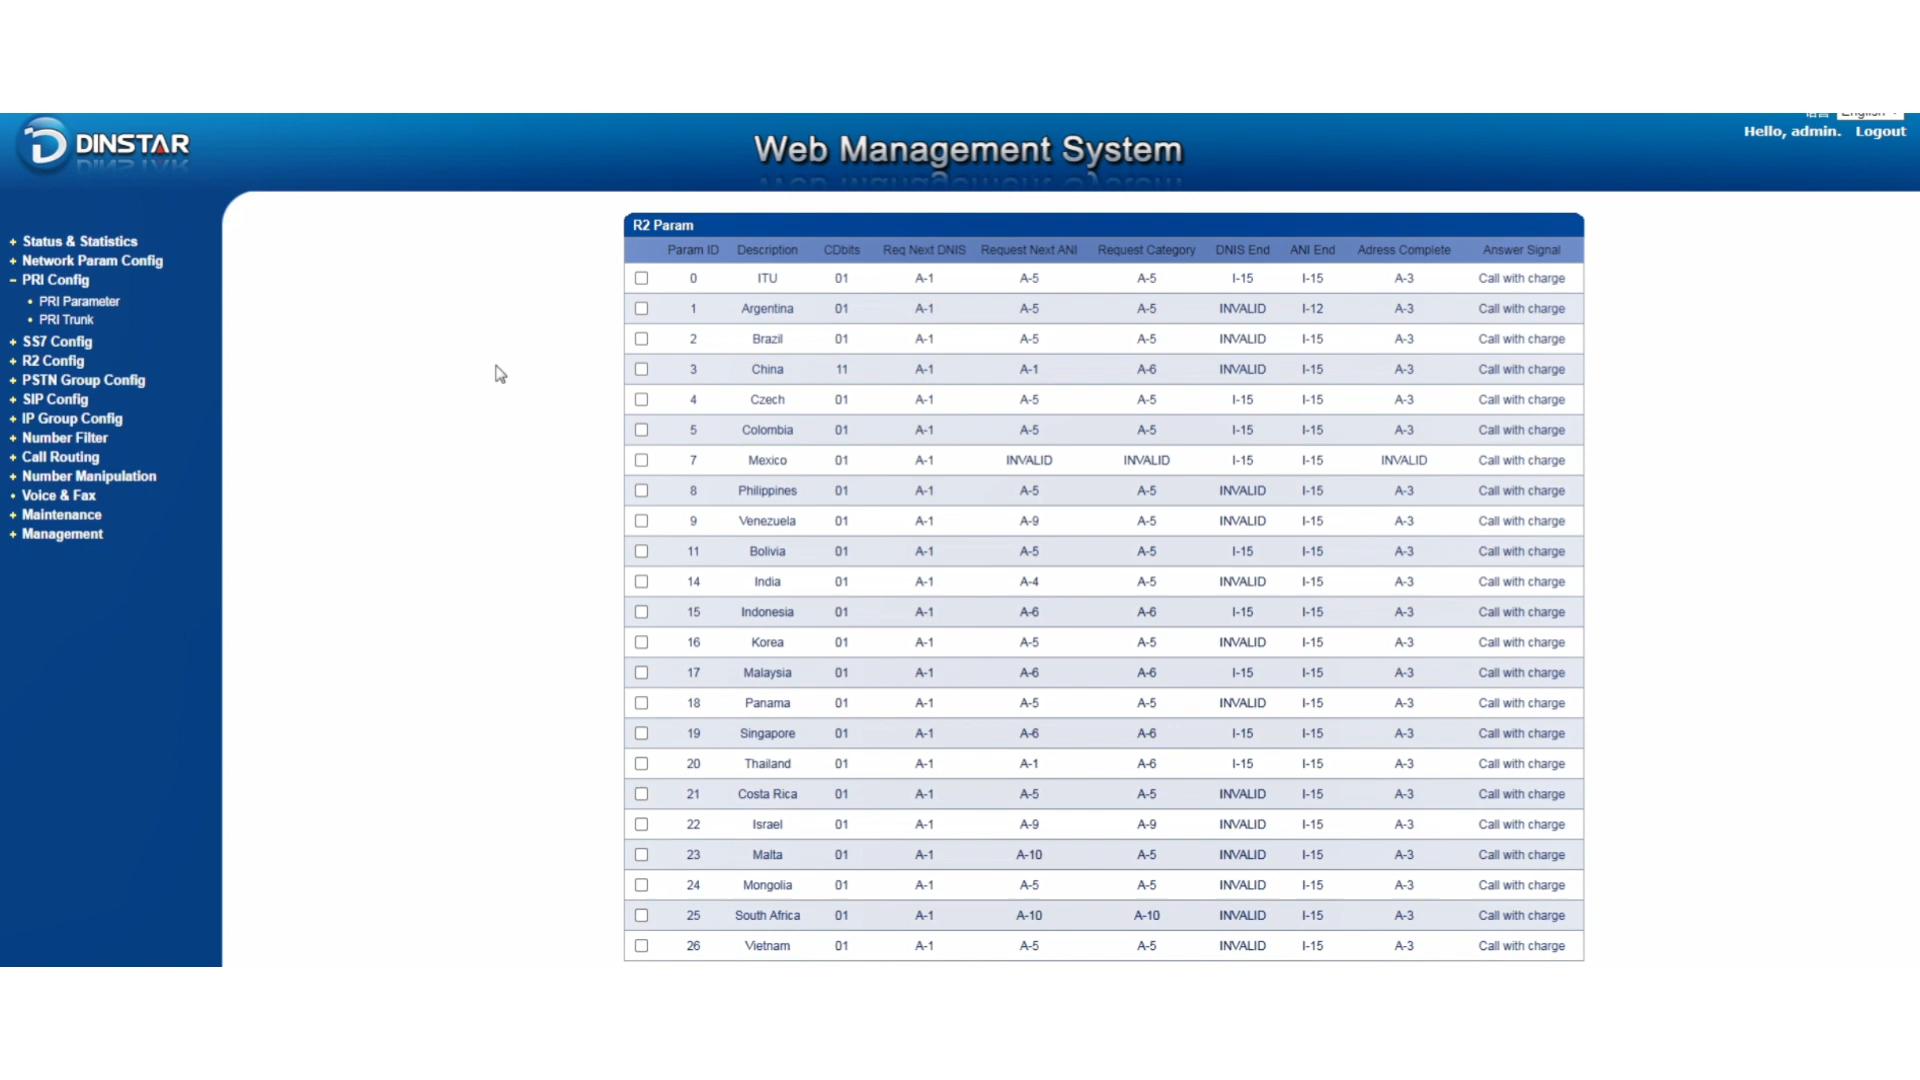 语言 English
Hello, admin. Logout
DINSTAR
Web Management System
+ Status & Statistics
+ Network Param Config
− PRI Config
• PRI Parameter
• PRI Trunk
+ SS7 Config
+ R2 Config
+ PSTN Group Config
+ SIP Config
+ IP Group Config
+ Number Filter
+ Call Routing
+ Number Manipulation
• Voice & Fax
+ Maintenance
+ Management
R2 Param
Param ID Description CDbits Req Next DNIS Request Next ANI Request Category DNIS End ANI End Adress Complete Answer Signal
0 ITU 01 A-1 A-5 A-5 I-15 I-15 A-3 Call with charge
1 Argentina 01 A-1 A-5 A-5 INVALID I-12 A-3 Call with charge
2 Brazil 01 A-1 A-5 A-5 INVALID I-15 A-3 Call with charge
3 China 11 A-1 A-1 A-6 INVALID I-15 A-3 Call with charge
4 Czech 01 A-1 A-5 A-5 I-15 I-15 A-3 Call with charge
5 Colombia 01 A-1 A-5 A-5 I-15 I-15 A-3 Call with charge
7 Mexico 01 A-1 INVALID INVALID I-15 I-15 INVALID Call with charge
8 Philippines 01 A-1 A-5 A-5 INVALID I-15 A-3 Call with charge
9 Venezuela 01 A-1 A-9 A-5 INVALID I-15 A-3 Call with charge
11 Bolivia 01 A-1 A-5 A-5 I-15 I-15 A-3 Call with charge
14 India 01 A-1 A-4 A-5 INVALID I-15 A-3 Call with charge
15 Indonesia 01 A-1 A-6 A-6 I-15 I-15 A-3 Call with charge
16 Korea 01 A-1 A-5 A-5 INVALID I-15 A-3 Call with charge
17 Malaysia 01 A-1 A-6 A-6 I-15 I-15 A-3 Call with charge
18 Panama 01 A-1 A-5 A-5 INVALID I-15 A-3 Call with charge
19 Singapore 01 A-1 A-6 A-6 I-15 I-15 A-3 Call with charge
20 Thailand 01 A-1 A-1 A-6 I-15 I-15 A-3 Call with charge
21 Costa Rica 01 A-1 A-5 A-5 INVALID I-15 A-3 Call with charge
22 Israel 01 A-1 A-9 A-9 INVALID I-15 A-3 Call with charge
23 Malta 01 A-1 A-10 A-5 INVALID I-15 A-3 Call with charge
24 Mongolia 01 A-1 A-5 A-5 INVALID I-15 A-3 Call with charge
25 South Africa 01 A-1 A-10 A-10 INVALID I-15 A-3 Call with charge
26 Vietnam 01 A-1 A-5 A-5 INVALID I-15 A-3 Call with charge